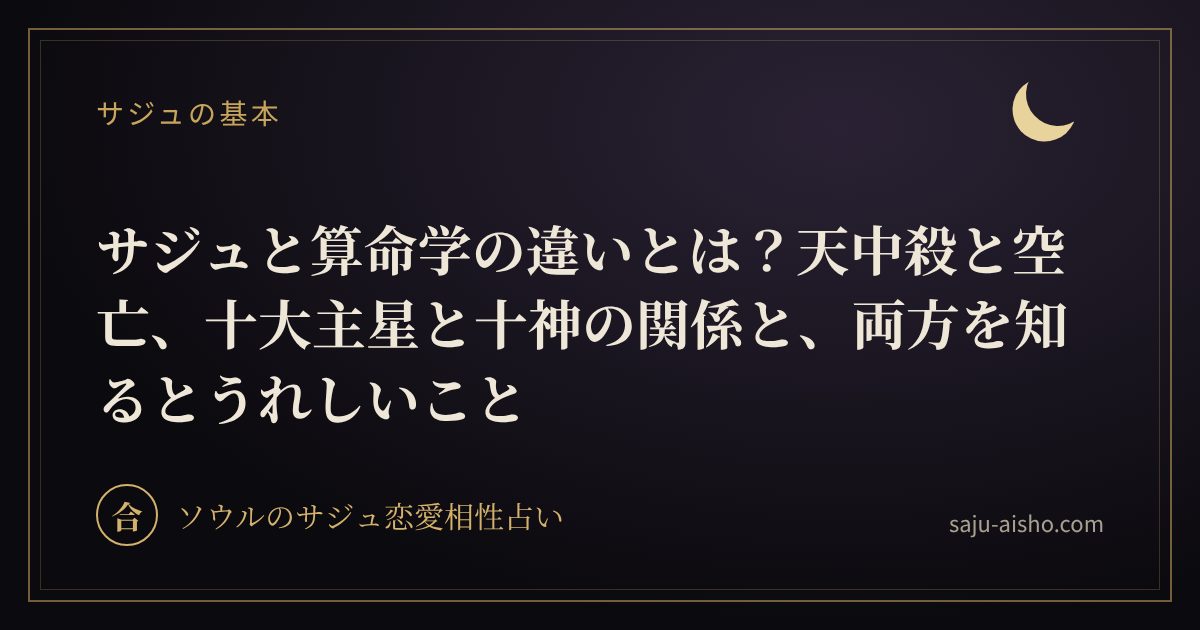 サジュの基本
サジュと算命学の違いとは？天中殺と空
亡、十大主星と十神の関係と、両方を知
るとうれしいこと
合 ソウルのサジュ恋愛相性占い
saju-aisho.com